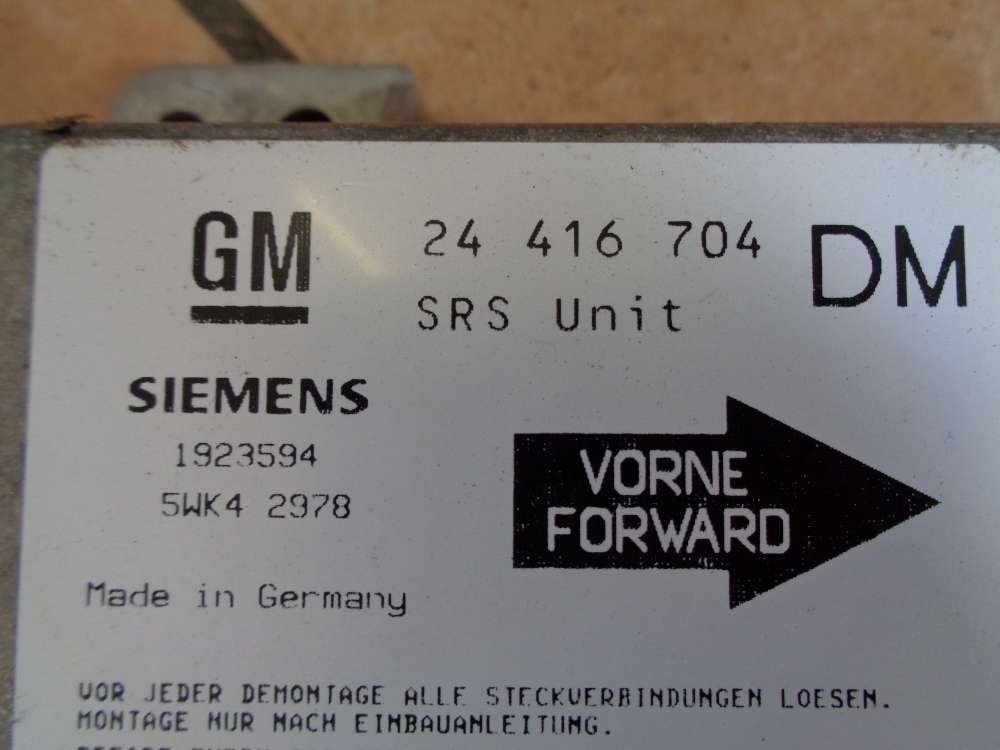 GM
24 416 704
DM
SRS Unit
SIEMENS
1923594
5WK4 2978
VORNE
FORWARD
Made in Germany
VOR JEDER DEMONTAGE ALLE STECKVERBINDUNGEN LOESEN.
MONTAGE NUR NACH EINBAUANLEITUNG.